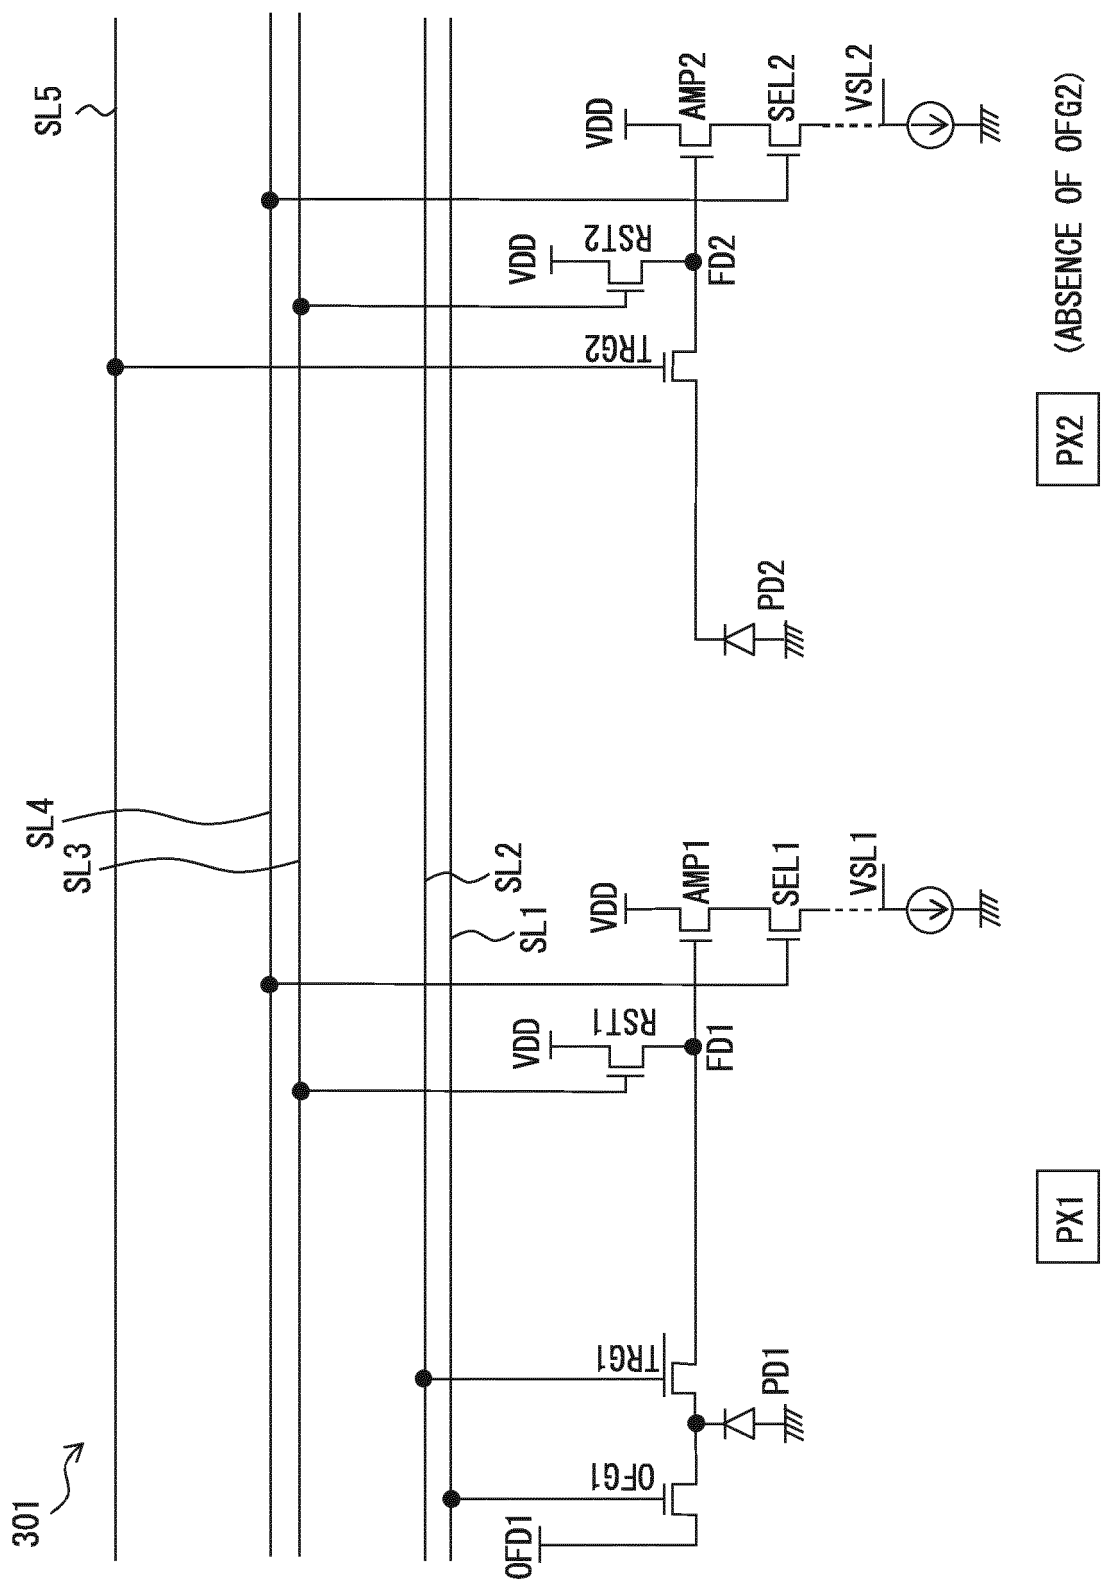 301
SL5
SL4
SL3
SL2
SL1
OFD1
OFG1
TRG1
PD1
VDD
RST1
FD1
VDD
AMP1
SEL1
VSL1
PX1
PD2
TRG2
VDD
RST2
FD2
VDD
AMP2
SEL2
VSL2
PX2 (ABSENCE OF OFG2)